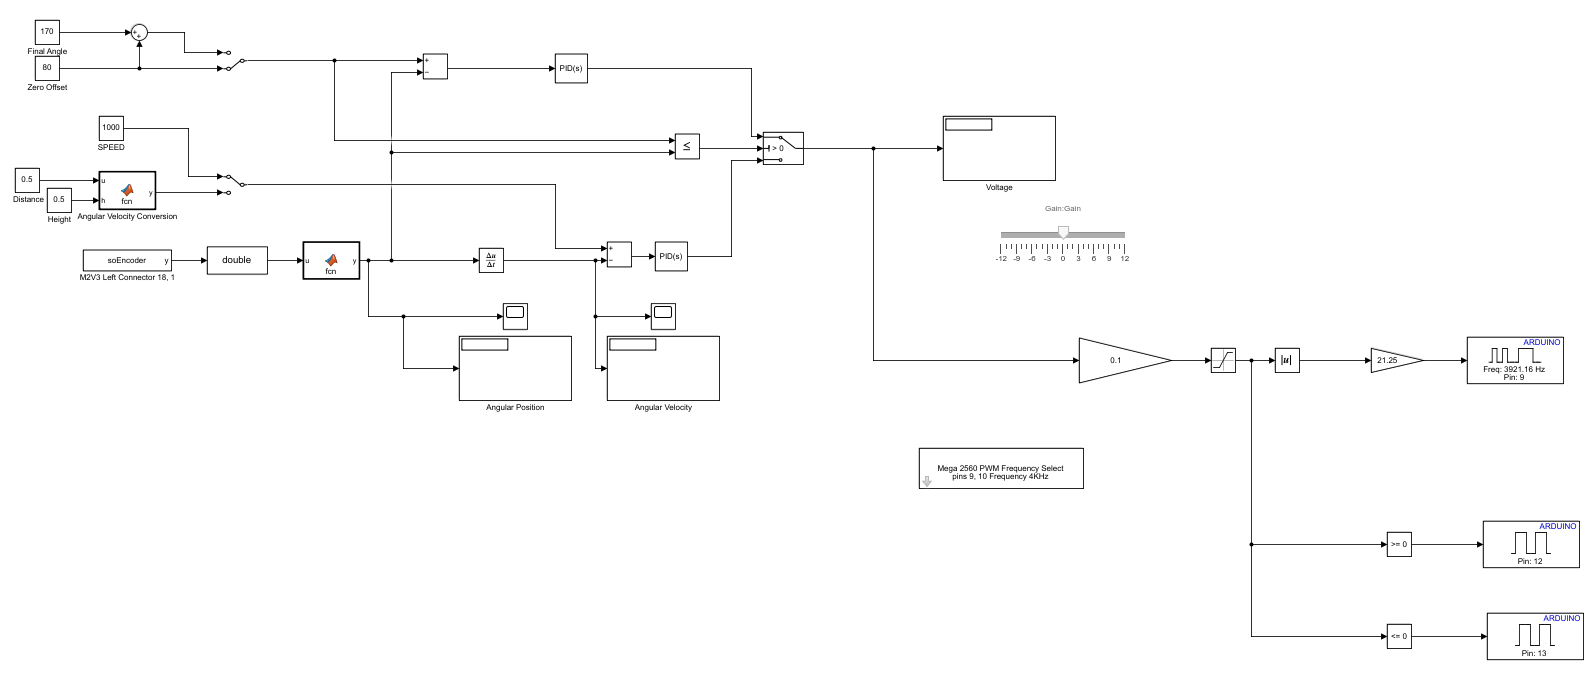 170
Final Angle
80
Zero Offset
+
+
+
−
PID(s)
1000
SPEED
≤
> 0
Voltage
0.5
Distance
0.5
Height
u
h
fcn
y
Angular Velocity Conversion
Gain:Gain
-12 -9 -6 -3 0 3 6 9 12
soEncoder
y
M2V3 Left Connector 18, 1
double
u
fcn
y
Δu
Δt
+
−
PID(s)
Angular Position
Angular Velocity
0.1
|u|
21.25
ARDUINO
Freq: 3921.16 Hz
Pin: 9
Mega 2560 PWM Frequency Select
pins 9, 10 Frequency 4KHz
>= 0
ARDUINO
Pin: 12
<= 0
ARDUINO
Pin: 13